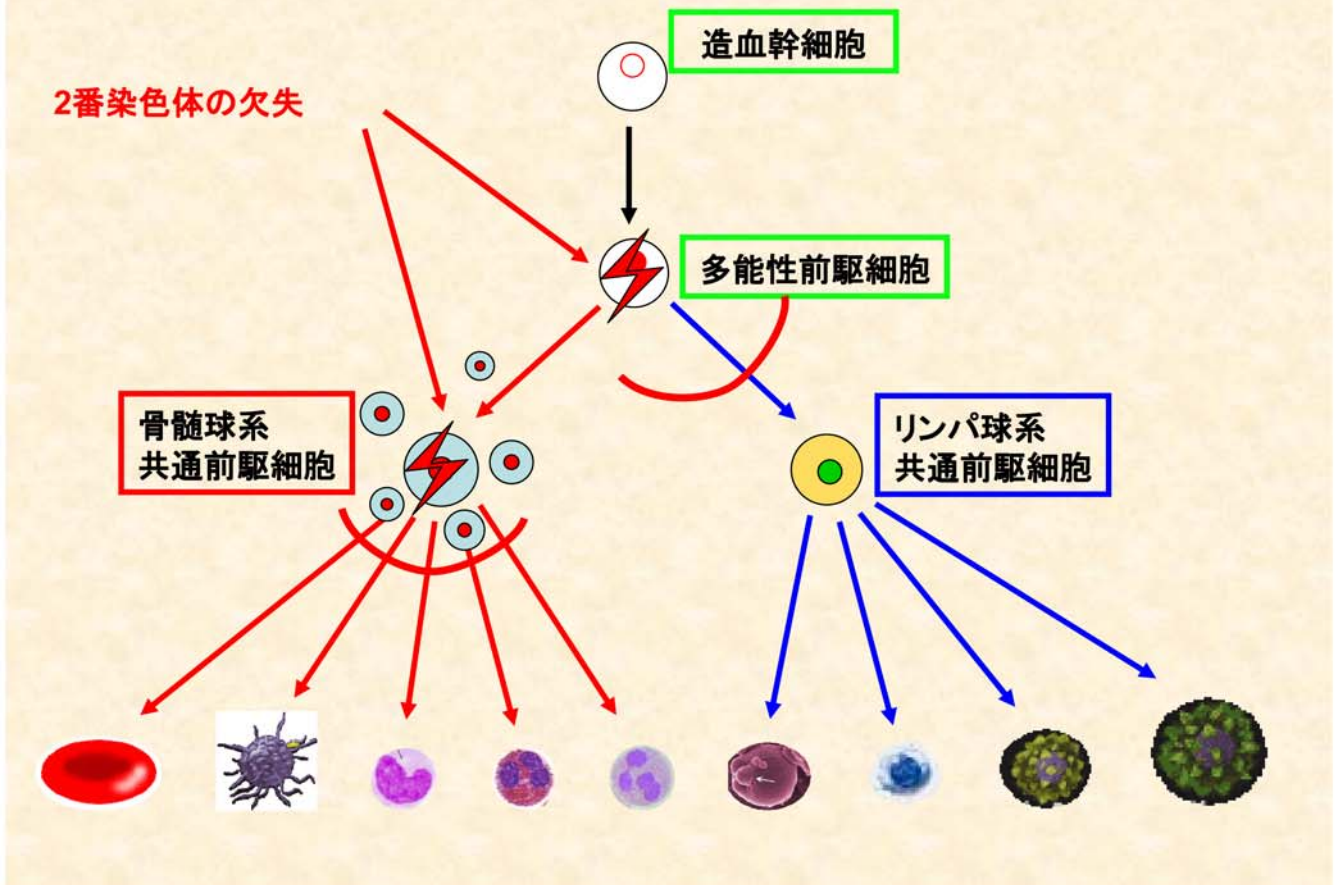 造血幹細胞
2番染色体の欠失
多能性前駆細胞
骨髄球系
共通前駆細胞
リンパ球系
共通前駆細胞